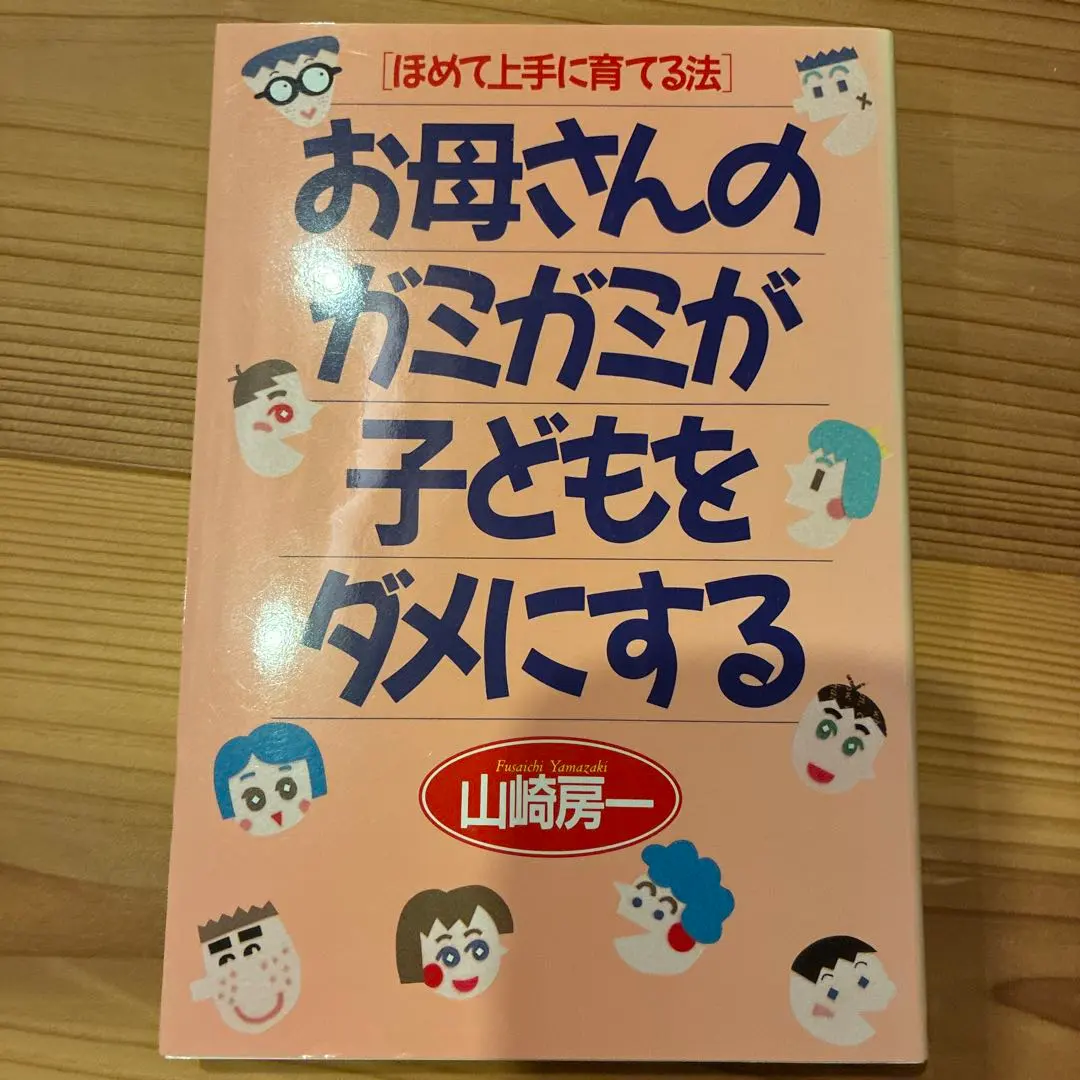 [ほめて上手に育てる法]
お母さんの
ガミガミが
子どもを
ダメにする
Fusaichi Yamazaki
山崎房一